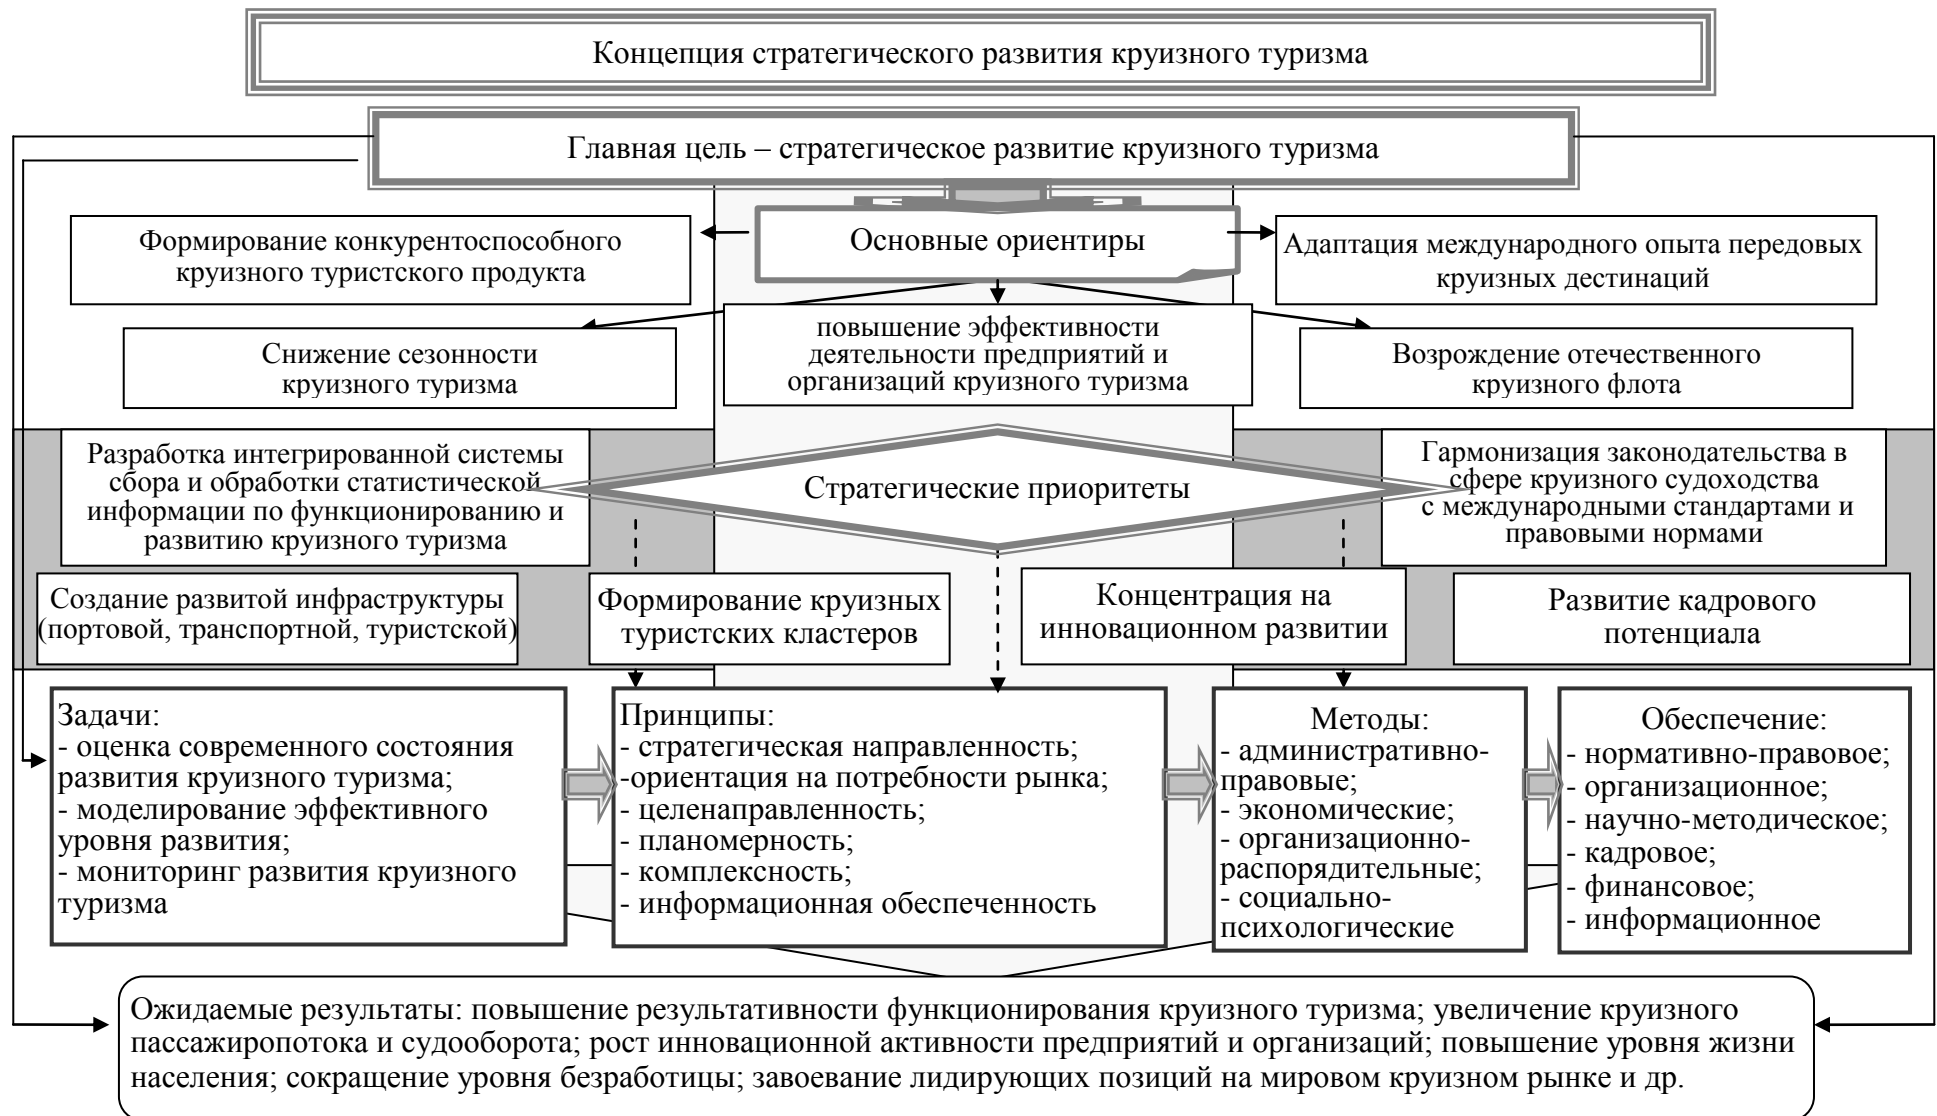 Концепция стратегического развития круизного туризма
Главная цель – стратегическое развитие круизного туризма
Основные ориентиры
Формирование конкурентоспособного
круизного туристского продукта
Адаптация международного опыта передовых
круизных дестинаций
Снижение сезонности
круизного туризма
повышение эффективности
деятельности предприятий и
организаций круизного туризма
Возрождение отечественного
круизного флота
Разработка интегрированной системы
сбора и обработки статистической
информации по функционированию и
развитию круизного туризма
Стратегические приоритеты
Гармонизация законодательства в
сфере круизного судоходства
с международными стандартами и
правовыми нормами
Создание развитой инфраструктуры
(портовой, транспортной, туристской)
Формирование круизных
туристских кластеров
Концентрация на
инновационном развитии
Развитие кадрового
потенциала
Задачи:
- оценка современного состояния
развития круизного туризма;
- моделирование эффективного
уровня развития;
- мониторинг развития круизного
туризма
Принципы:
- стратегическая направленность;
-ориентация на потребности рынка;
- целенаправленность;
- планомерность;
- комплексность;
- информационная обеспеченность
Методы:
- административно-
правовые;
- экономические;
- организационно-
распорядительные;
- социально-
психологические
Обеспечение:
- нормативно-правовое;
- организационное;
- научно-методическое;
- кадровое;
- финансовое;
- информационное
Ожидаемые результаты: повышение результативности функционирования круизного туризма; увеличение круизного
пассажиропотока и судооборота; рост инновационной активности предприятий и организаций; повышение уровня жизни
населения; сокращение уровня безработицы; завоевание лидирующих позиций на мировом круизном рынке и др.